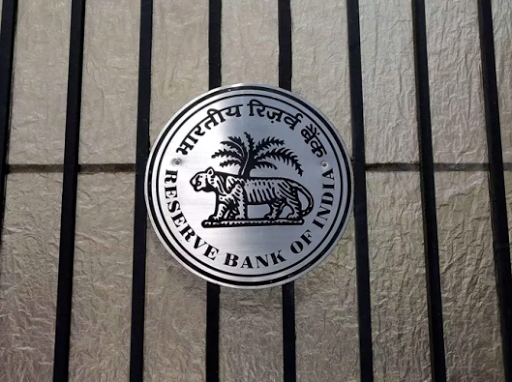 भारतीय रिज़र्व बैंक
RESERVE BANK OF INDIA